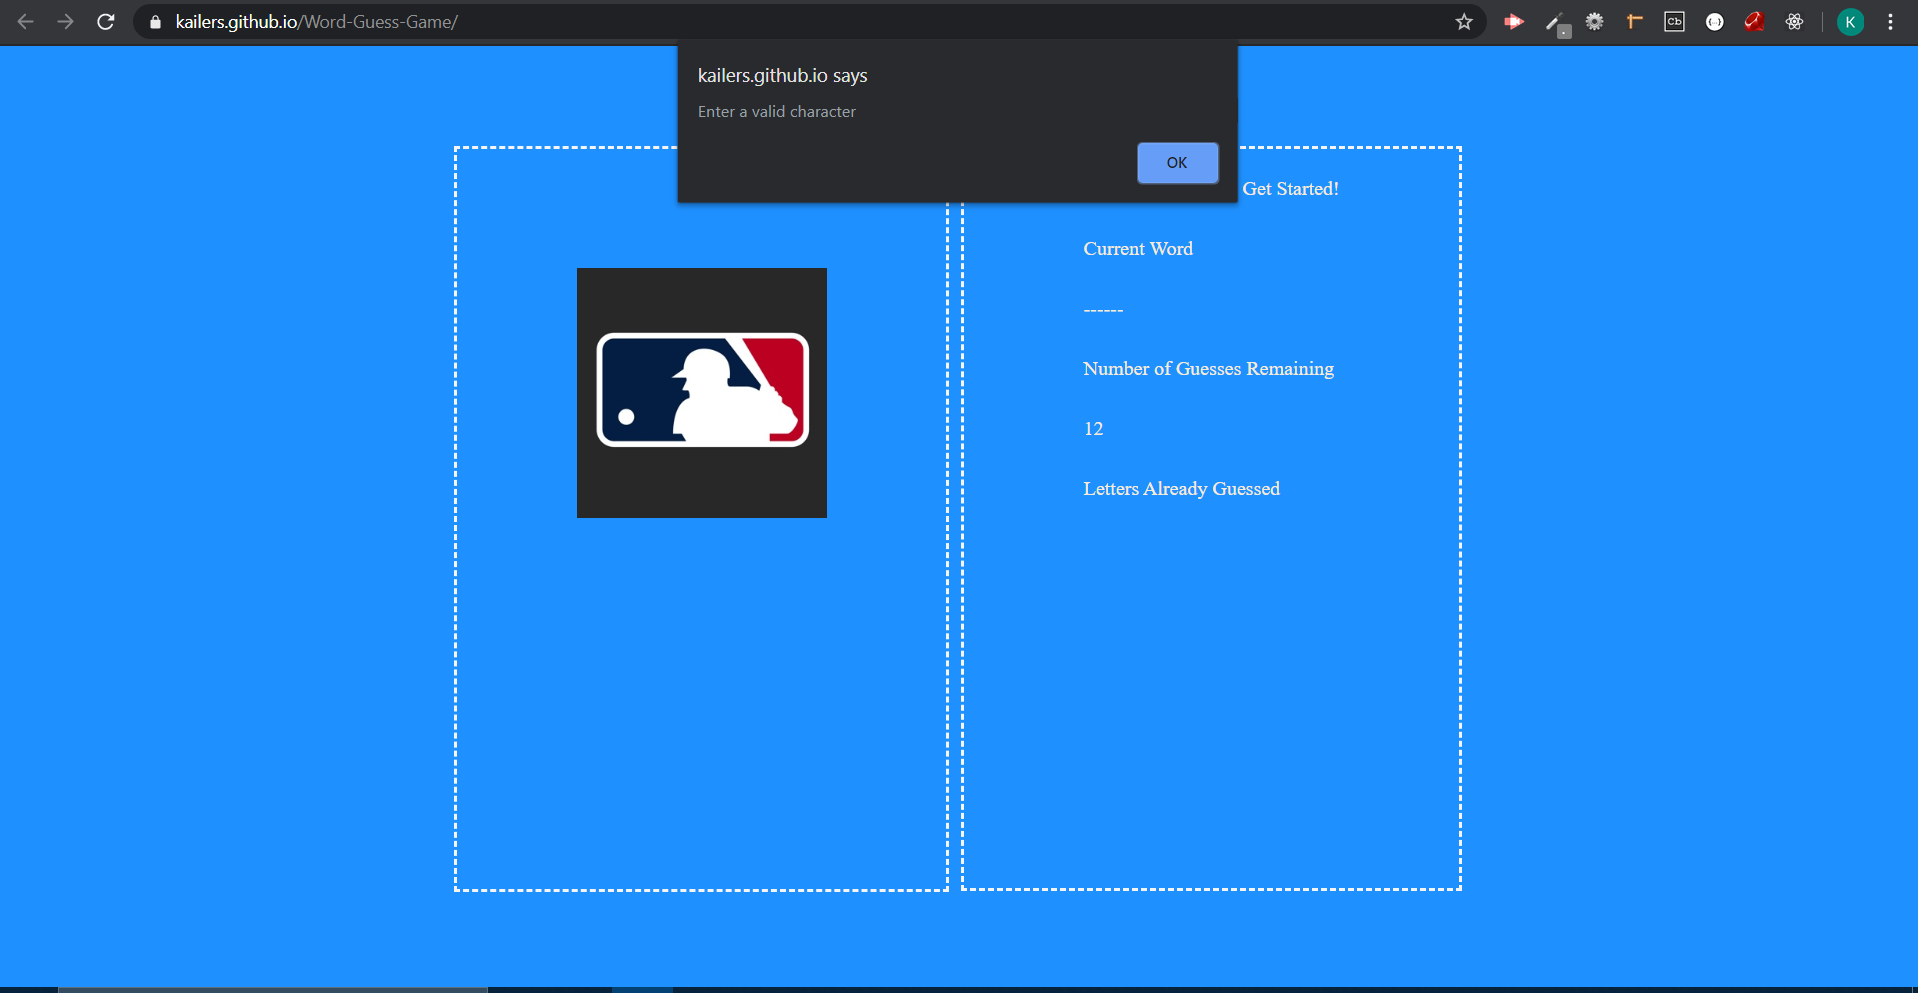 kailers.github.io/Word-Guess-Game/
Cb
K
kailers.github.io says
Enter a valid character
OK
Get Started!
Current Word
------
Number of Guesses Remaining
12
Letters Already Guessed